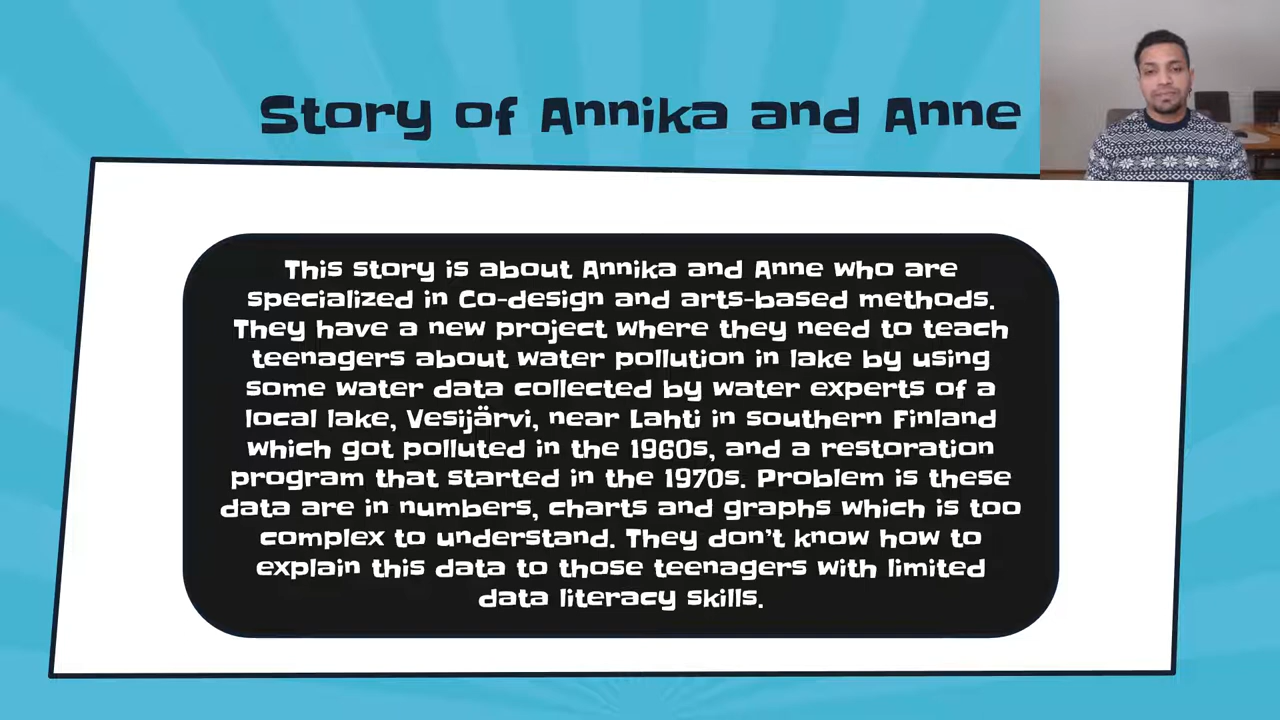 Story of Annika and Anne
This story is about Annika and Anne who are
specialized in Co-design and arts-based methods.
They have a new project where they need to teach
teenagers about water pollution in lake by using
some water data collected by water experts of a
local lake, Vesijärvi, near Lahti in southern Finland
which got polluted in the 1960s, and a restoration
program that started in the 1970s. Problem is these
data are in numbers, charts and graphs which is too
complex to understand. They don't know how to
explain this data to those teenagers with limited
data literacy skills.